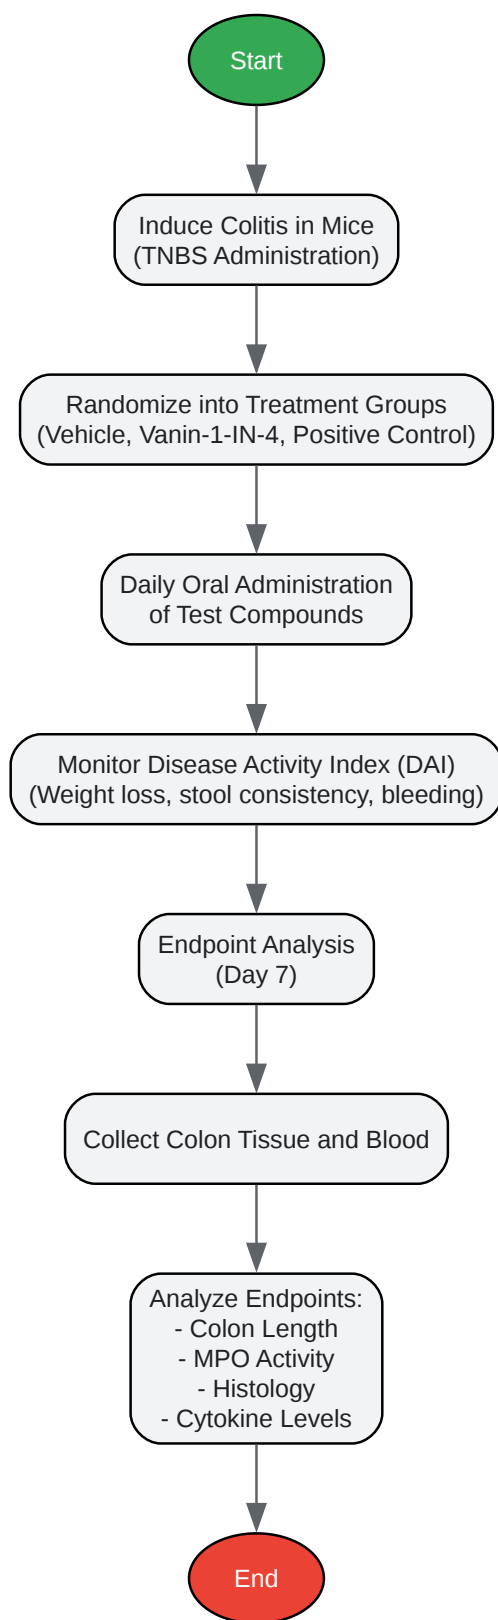 Start
Induce Colitis in Mice
(TNBS Administration)
Randomize into Treatment Groups
(Vehicle, Vanin-1-IN-4, Positive Control)
Daily Oral Administration
of Test Compounds
Monitor Disease Activity Index (DAI)
(Weight loss, stool consistency, bleeding)
Endpoint Analysis
(Day 7)
Collect Colon Tissue and Blood
Analyze Endpoints:
- Colon Length
- MPO Activity
- Histology
- Cytokine Levels
End